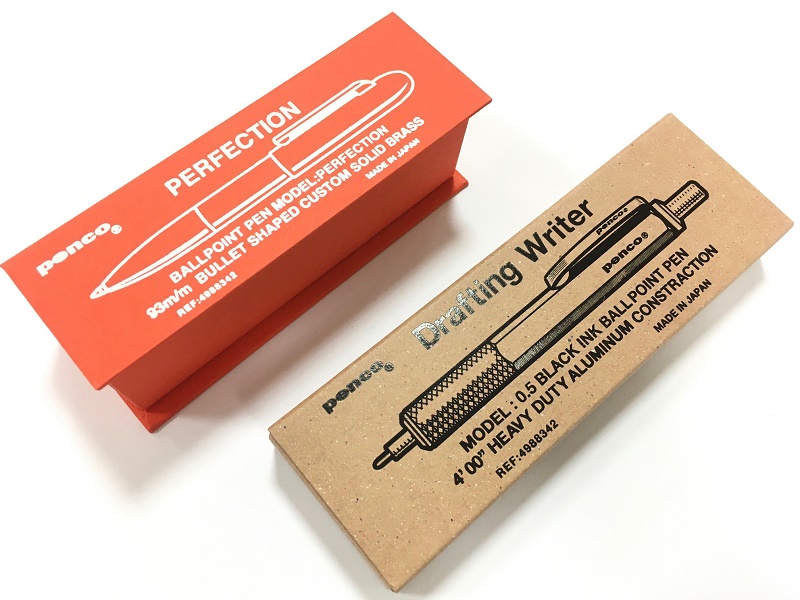 PERFECTION
penco®
BALLPOINT PEN MODEL:PERFECTION
93m/m BULLET SHAPED CUSTOM SOLID BRASS
REF:4988342
MADE IN JAPAN
penco®
Drafting Writer
penco®
penco®
MODEL : 0.5 BLACK INK BALLPOINT PEN
4'00" HEAVY DUTY ALUMINUM CONSTRACTION
REF:4988342
MADE IN JAPAN